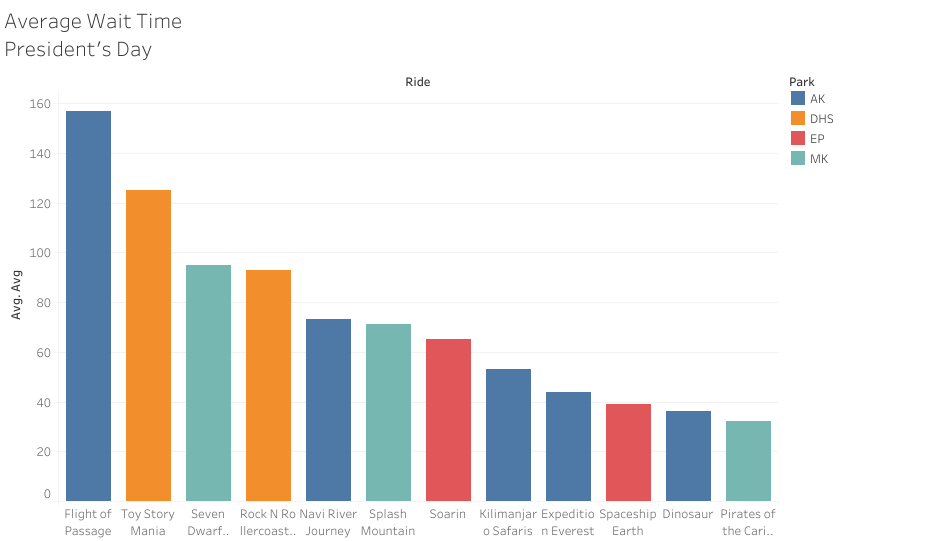 Average Wait Time
President's Day
Ride
Park
AK
DHS
EP
MK
Avg. Avg
160
140
120
100
80
60
40
20
0
Flight of
Passage
Toy Story
Mania
Seven
Dwarf..
Rock N Ro
llercoast..
Navi River
Journey
Splash
Mountain
Soarin
Kilimanjar
o Safaris
Expeditio
n Everest
Spaceship
Earth
Dinosaur
Pirates of
the Cari..